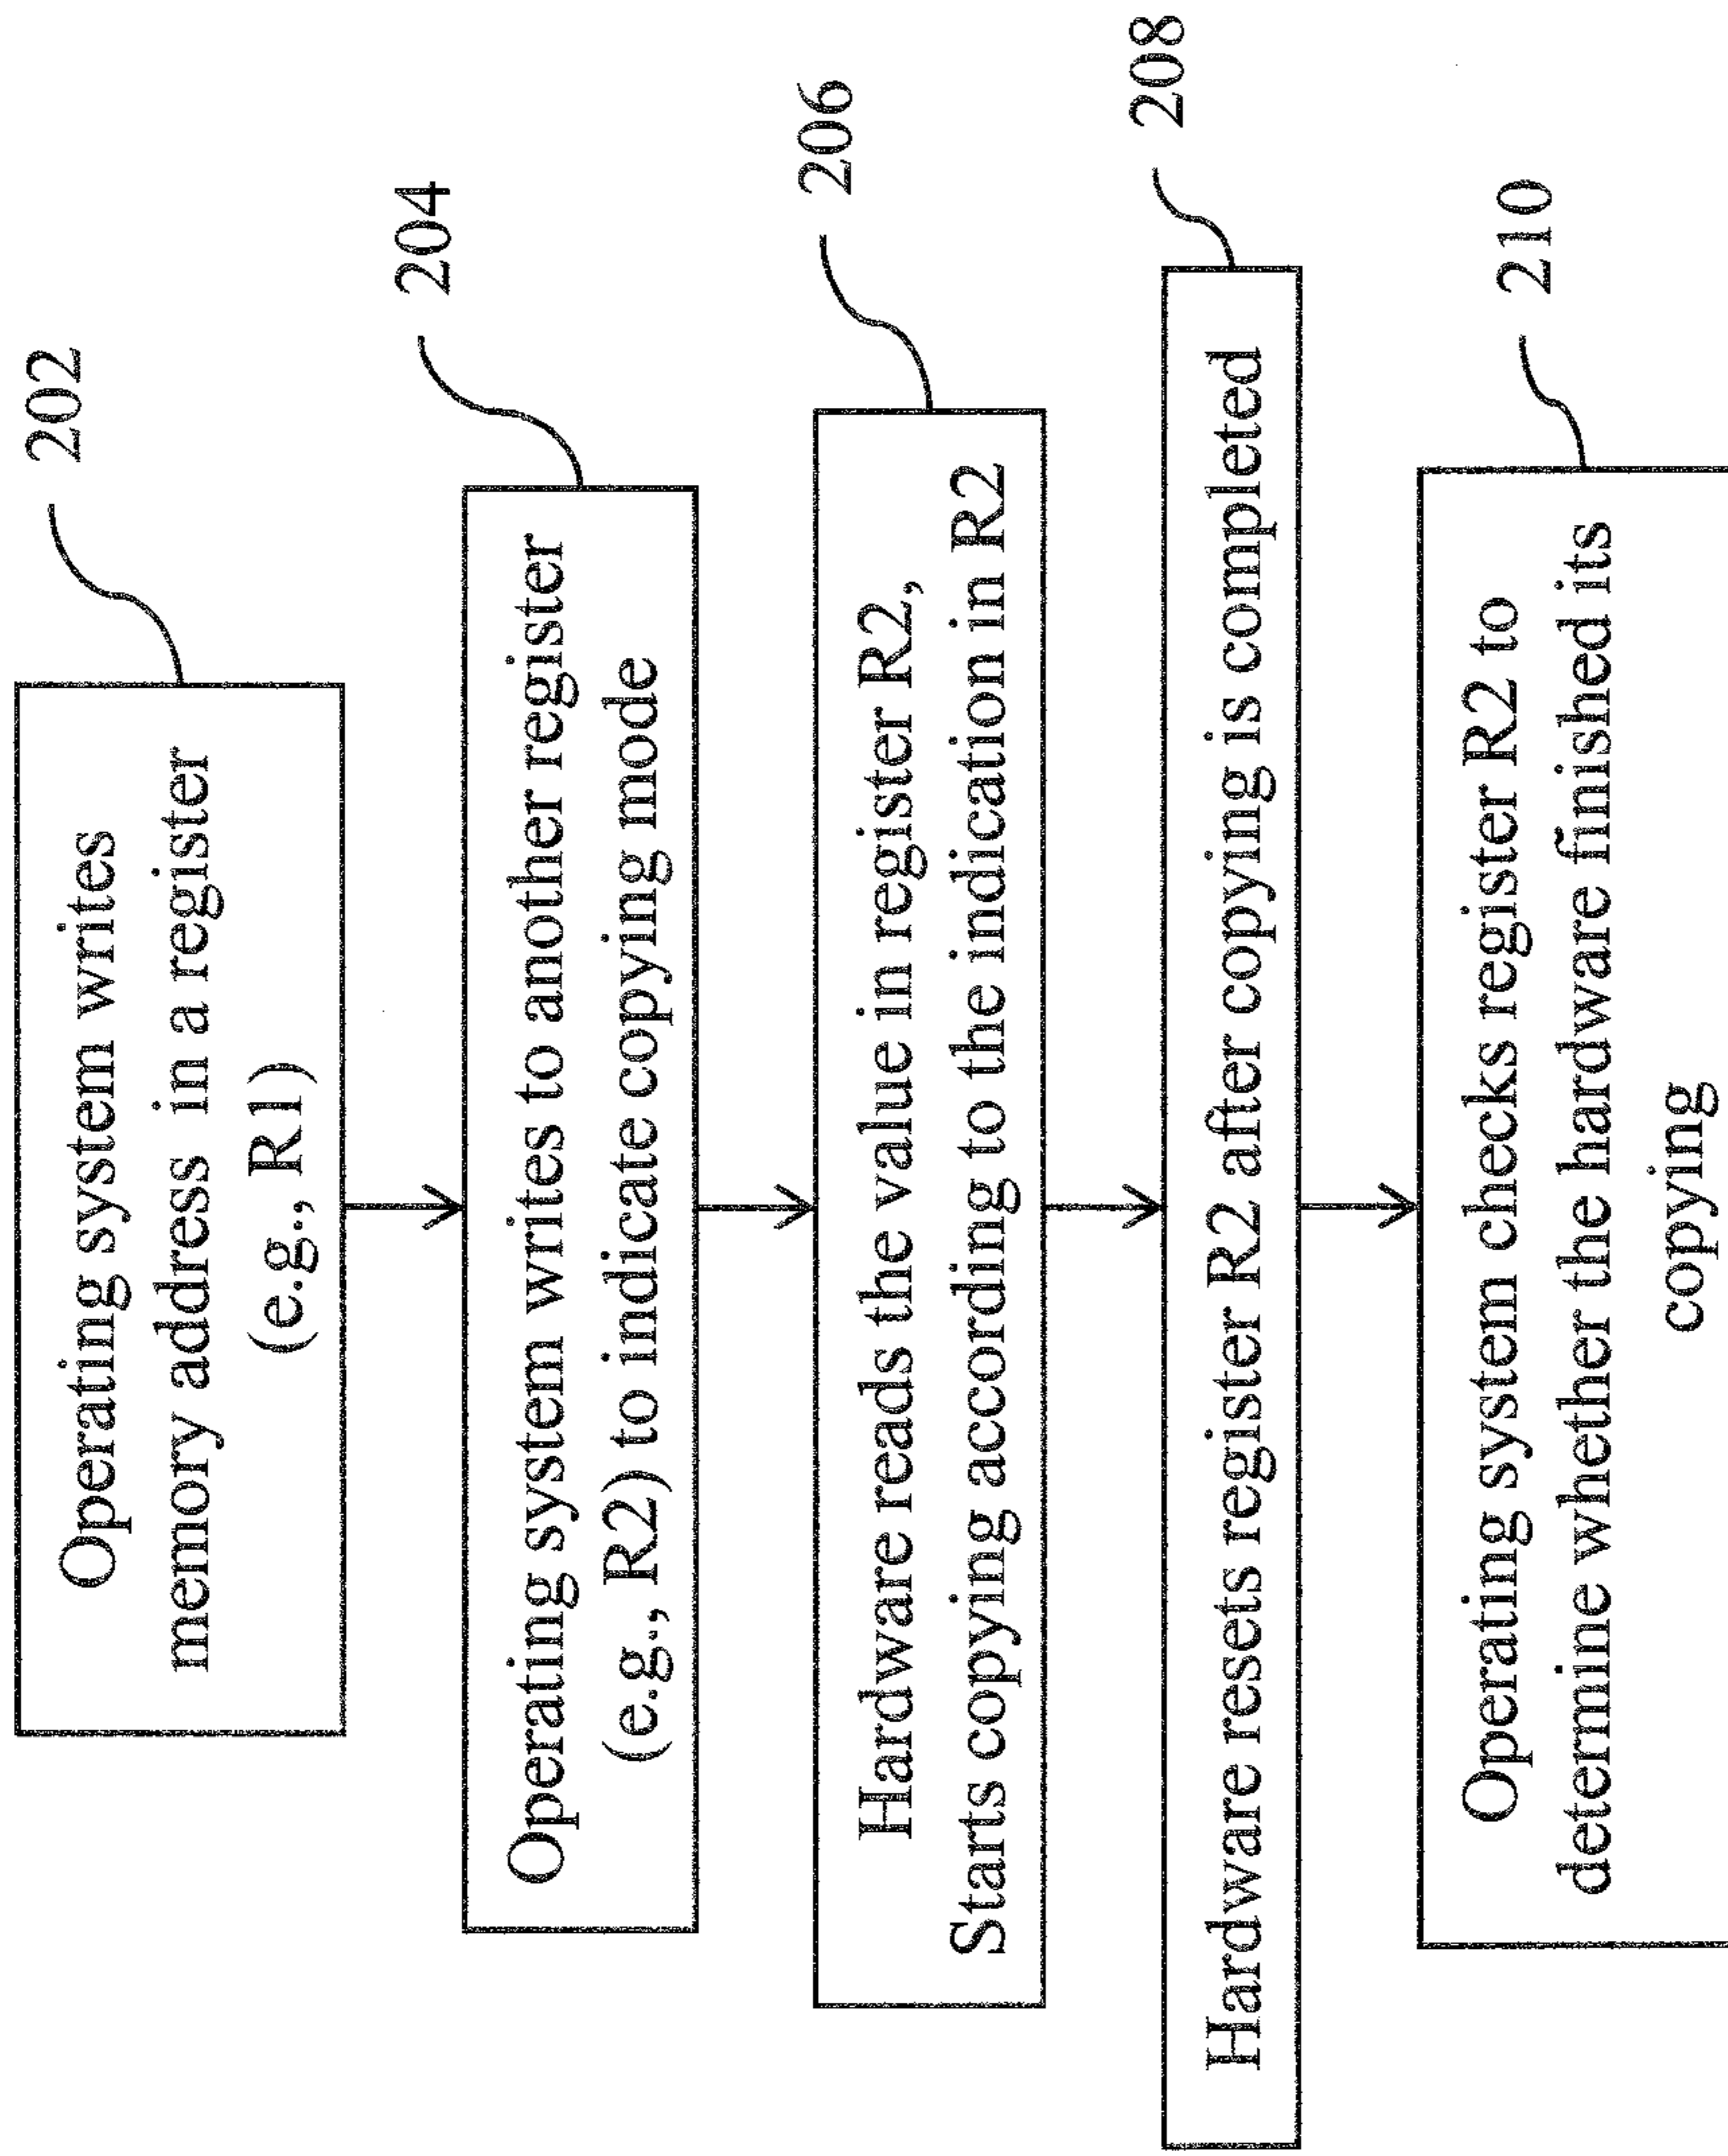 202
Operating system writes
memory address in a register
(e.g., R1)
204
Operating system writes to another register
(e.g., R2) to indicate copying mode
206
Hardware reads the value in register R2,
Starts copying according to the indication in R2
208
Hardware resets register R2 after copying is completed
210
Operating system checks register R2 to
determine whether the hardware finished its
copying